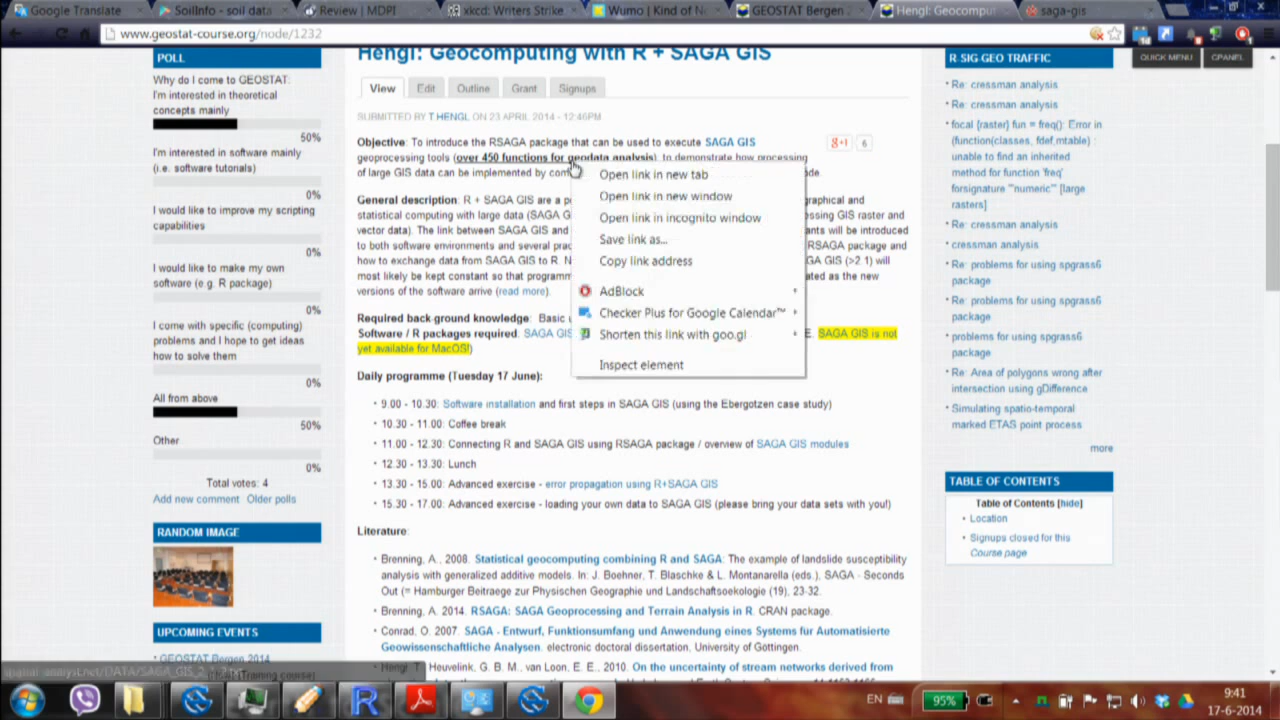 Google Translate
SoilInfo - soil data
Review | MDPI
xkcd: Writers Strike
Wumo | Kind of N
GEOSTAT Bergen
Hengl: Geocomput
saga-gis
www.geostat-course.org/node/1232
QUICK MENU
CPANEL
POLL
Why do I come to GEOSTAT:
I'm interested in theoretical
concepts mainly
50%
I'm interested in software mainly
(i.e. software tutorials)
0%
I would like to improve my scripting
capabilities
0%
I would like to make my own
software (e.g. R package)
0%
I come with specific (computing)
problems and I hope to get ideas
how to solve them
0%
All from above
50%
Other
0%
Total votes: 4
Add new comment Older polls
RANDOM IMAGE
UPCOMING EVENTS
GEOSTAT Bergen 2014
Hengl: Geocomputing with R + SAGA GIS
View
Edit
Outline
Grant
Signups
SUBMITTED BY T HENGL ON 23 APRIL 2014 - 12:46PM
Objective: To introduce the RSAGA package that can be used to execute SAGA GIS
g+1 6
geoprocessing tools (over 450 functions for geodata analysis), to demonstrate how processing
of large GIS data can be implemented by
General description: R + SAGA GIS are a
statistical computing with large data (SAGA G
GIS raster and
vector data). The link between SAGA GIS and
will be introduced
to both software environments and several
RSAGA package and
how to exchange data from SAGA GIS to R. N
GIS (>2.1) will
most likely be kept constant so that
as the new
versions of the software arrive (read more).
Required back-ground knowledge: Basic
Software / R packages required: SAGA GIS
E. SAGA GIS is not
yet available for MacOS!)
Open link in new tab
Open link in new window
Open link in incognito window
Save link as...
Copy link address
AdBlock
Checker Plus for Google Calendar™
Shorten this link with goo.gl
Inspect element
Daily programme (Tuesday 17 June):
• 9.00 - 10.30: Software installation and first steps in SAGA GIS (using the Ebergotzen case study)
• 10.30 - 11.00: Coffee break
• 11.00 - 12.30: Connecting R and SAGA GIS using RSAGA package / overview of SAGA GIS modules
• 12.30 - 13.30: Lunch
• 13.30 - 15.00: Advanced exercise - error propagation using R+SAGA GIS
• 15.30 - 17.00: Advanced exercise - loading your own data to SAGA GIS (please bring your data sets with you!)
Literature:
• Brenning, A., 2008. Statistical geocomputing combining R and SAGA: The example of landslide susceptibility
analysis with generalized additive models. In: J. Boehner, T. Blaschke & L. Montanarella (eds.), SAGA - Seconds
Out (= Hamburger Beitraege zur Physischen Geographie und Landschaftsoekologie (19), 23-32.
• Brenning, A. 2014. RSAGA: SAGA Geoprocessing and Terrain Analysis in R. CRAN package.
• Conrad, O. 2007. SAGA - Entwurf, Funktionsumfang und Anwendung eines Systems für Automatisierte
Geowissenschaftliche Analysen. electronic doctoral dissertation, University of Gottingen.
• Hengl T., Heuvelink, G. B. M., van Loon, E. E., 2010. On the uncertainty of stream networks derived from
R SIG GEO TRAFFIC
• Re: cressman analysis
• Re: cressman analysis
• focal {raster} fun = freq(): Error in
(function(classes, fdef,mtable) :
unable to find an inherited
method for function 'freq'
forsignature '"numeric"' [large
rasters]
• Re: cressman analysis
• cressman analysis
• Re: problems for using spgrass6
package
• Re: problems for using spgrass6
package
• problems for using spgrass6
package
• Re: Area of polygons wrong after
intersection using gDifference
• Simulating spatio-temporal
marked ETAS point process
more
TABLE OF CONTENTS
Table of Contents [hide]
• Location
• Signups closed for this
Course page
EN
95%
9:41
17-6-2014